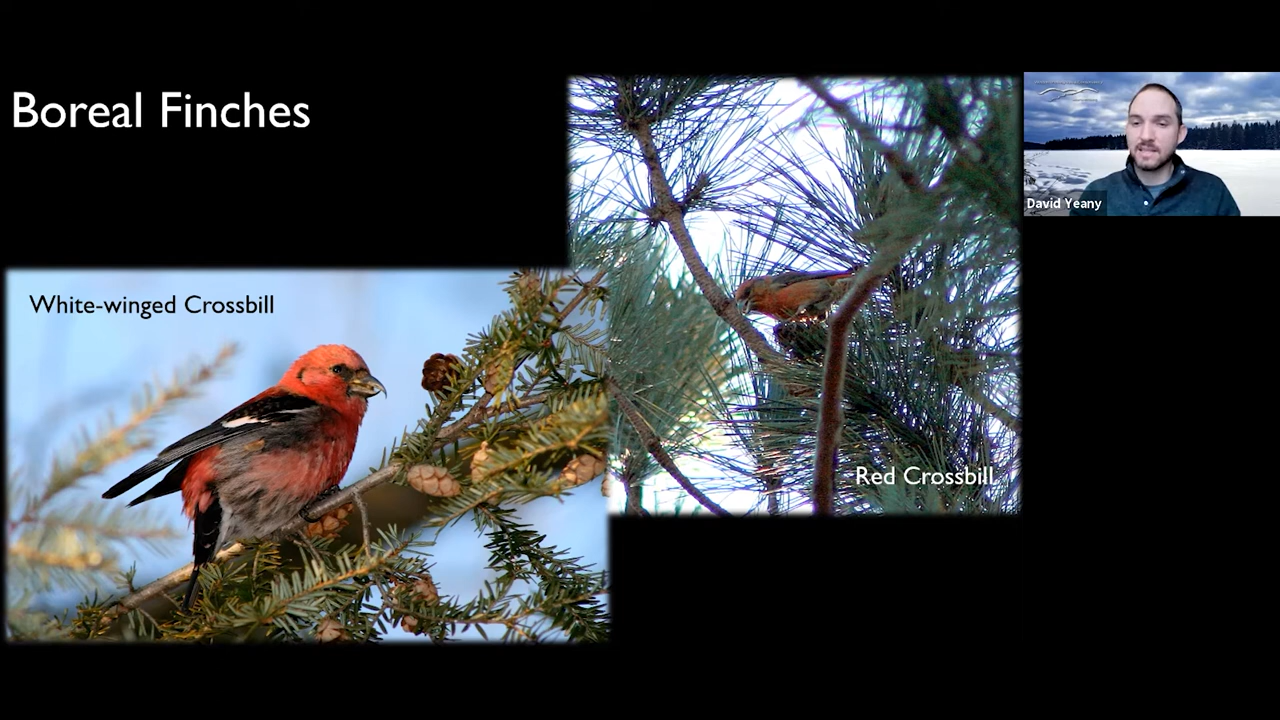 Boreal Finches
White-winged Crossbill
Red Crossbill
David Yeany